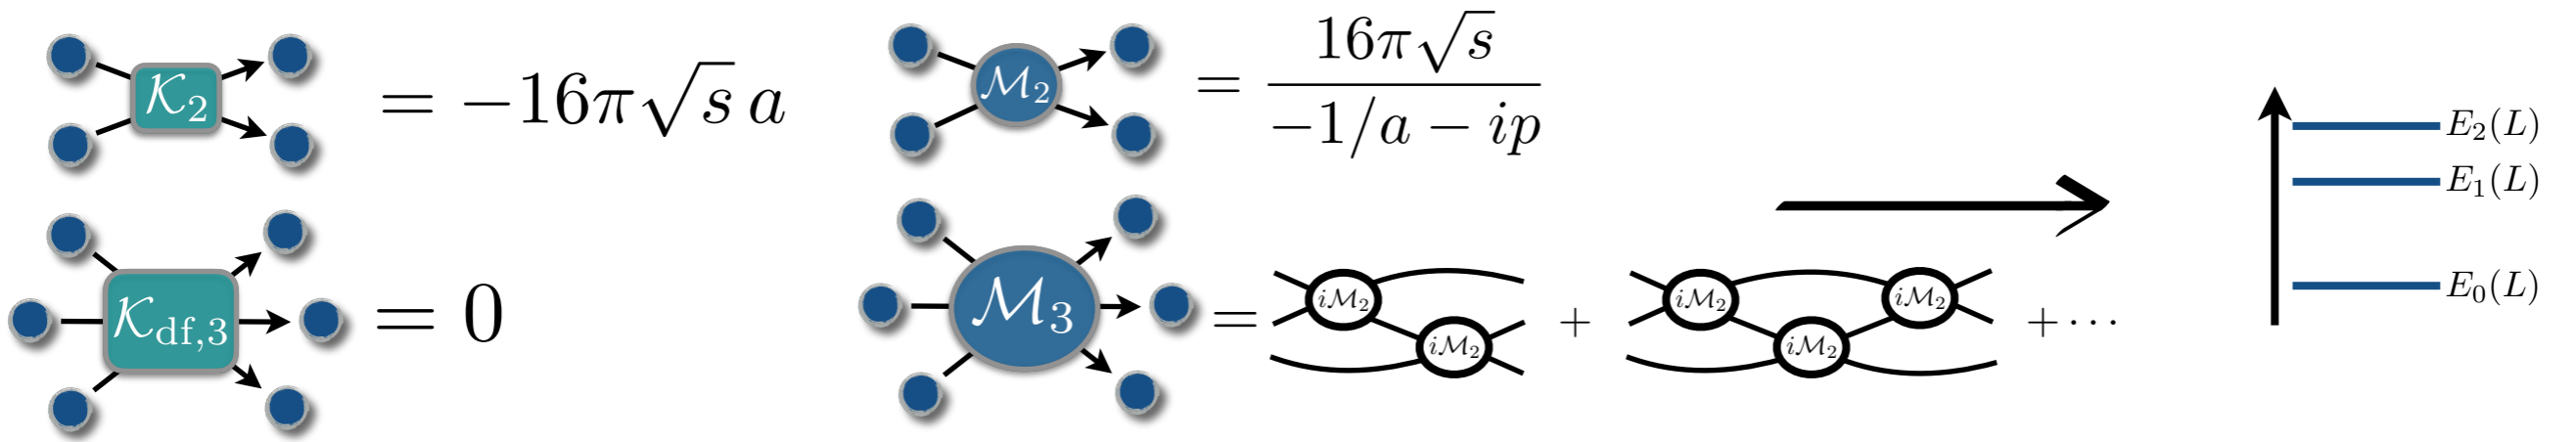 𝒦₂ = −16π√s a
ℳ₂ = 16π√s / (−1/a − ip)
𝒦df,3 = 0
ℳ₃ = iℳ₂ iℳ₂ + iℳ₂ iℳ₂ iℳ₂ + ⋯
E₂(L)
E₁(L)
E₀(L)